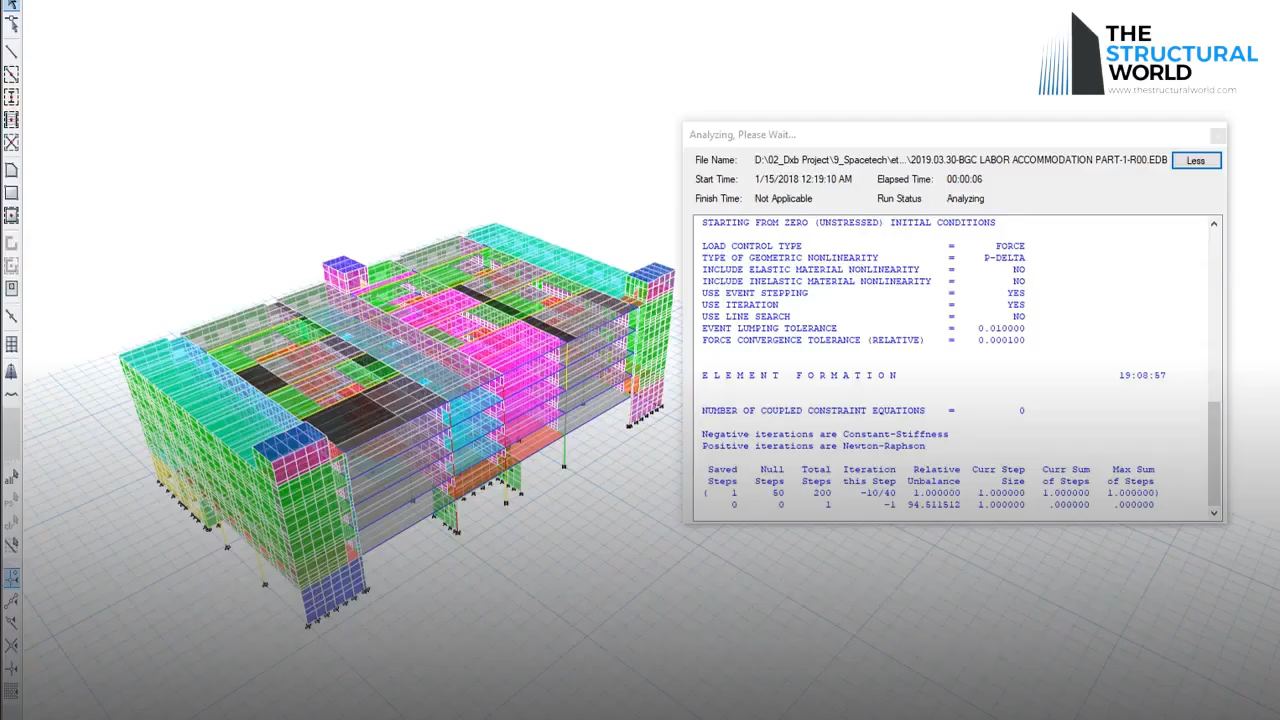 THE
STRUCTURAL
WORLD
www.thestructuralworld.com
Analyzing, Please Wait...
File Name: D:\02_Dxb Project\9_Spacetech\et...\2019.03.30-BGC LABOR ACCOMMODATION PART-1-R00.EDB Less
Start Time: 1/15/2018 12:19:10 AM Elapsed Time: 00:00:06
Finish Time: Not Applicable Run Status Analyzing
STARTING FROM ZERO (UNSTRESSED) INITIAL CONDITIONS
LOAD CONTROL TYPE = FORCE
TYPE OF GEOMETRIC NONLINEARITY = P-DELTA
INCLUDE ELASTIC MATERIAL NONLINEARITY = NO
INCLUDE INELASTIC MATERIAL NONLINEARITY = NO
USE EVENT STEPPING = YES
USE ITERATION = YES
USE LINE SEARCH = NO
EVENT LUMPING TOLERANCE = 0.010000
FORCE CONVERGENCE TOLERANCE (RELATIVE) = 0.000100
E L E M E N T F O R M A T I O N 19:08:57
NUMBER OF COUPLED CONSTRAINT EQUATIONS = 0
Negative iterations are Constant-Stiffness
Positive iterations are Newton-Raphson
Saved Null Total Iteration Relative Curr Step Curr Sum Max Sum
Steps Steps Steps this Step Unbalance Size of Steps of Steps
( 1 50 200 -10/40 1.000000 1.000000 1.000000 1.000000)
0 0 1 -1 94.511512 1.000000 .000000 .000000
all